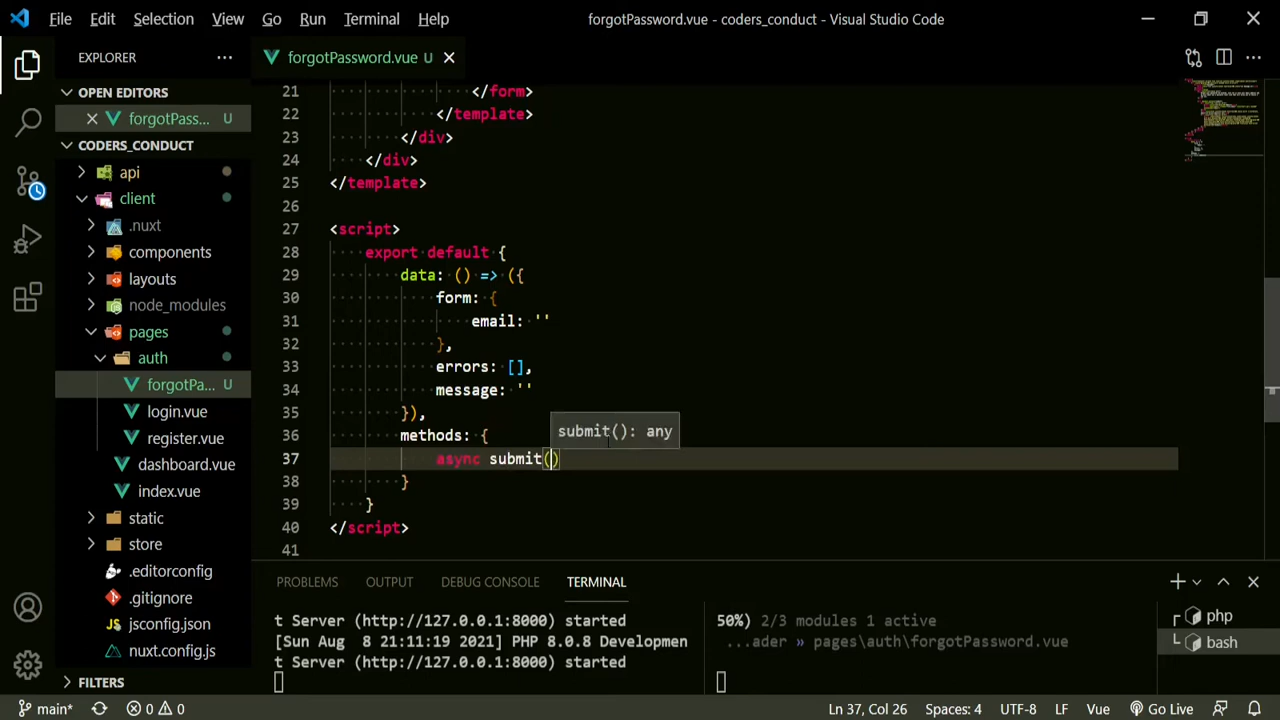 File Edit Selection View Go Run Terminal Help forgotPassword.vue - coders_conduct - Visual Studio Code
EXPLORER
OPEN EDITORS
forgotPass... U
CODERS_CONDUCT
api
client
.nuxt
components
layouts
node_modules
pages
auth
forgotPa... U
login.vue
register.vue
dashboard.vue
index.vue
static
store
.editorconfig
.gitignore
jsconfig.json
nuxt.config.js
FILTERS
forgotPassword.vue U
21 </form>
22 </template>
23 </div>
24 </div>
25 </template>
26
27 <script>
28 export default {
29 data: () => ({
30 form: {
31 email: ''
32 },
33 errors: [],
34 message: ''
35 }),
36 methods: {
submit(): any
37 async submit()
38 }
39 }
40 </script>
41
PROBLEMS OUTPUT DEBUG CONSOLE TERMINAL
t Server (http://127.0.0.1:8000) started
[Sun Aug 8 21:11:19 2021] PHP 8.0.8 Developmen
t Server (http://127.0.0.1:8000) started
50%) 2/3 modules 1 active
...ader » pages\auth\forgotPassword.vue
php
bash
main* 0 0 Ln 37, Col 26 Spaces: 4 UTF-8 LF Vue Go Live